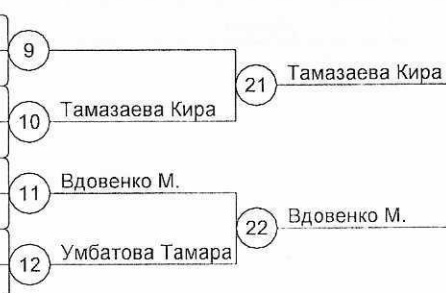 9
21 Тамазаева Кира
10 Тамазаева Кира
11 Вдовенко М.
22 Вдовенко М.
12 Умбатова Тамара